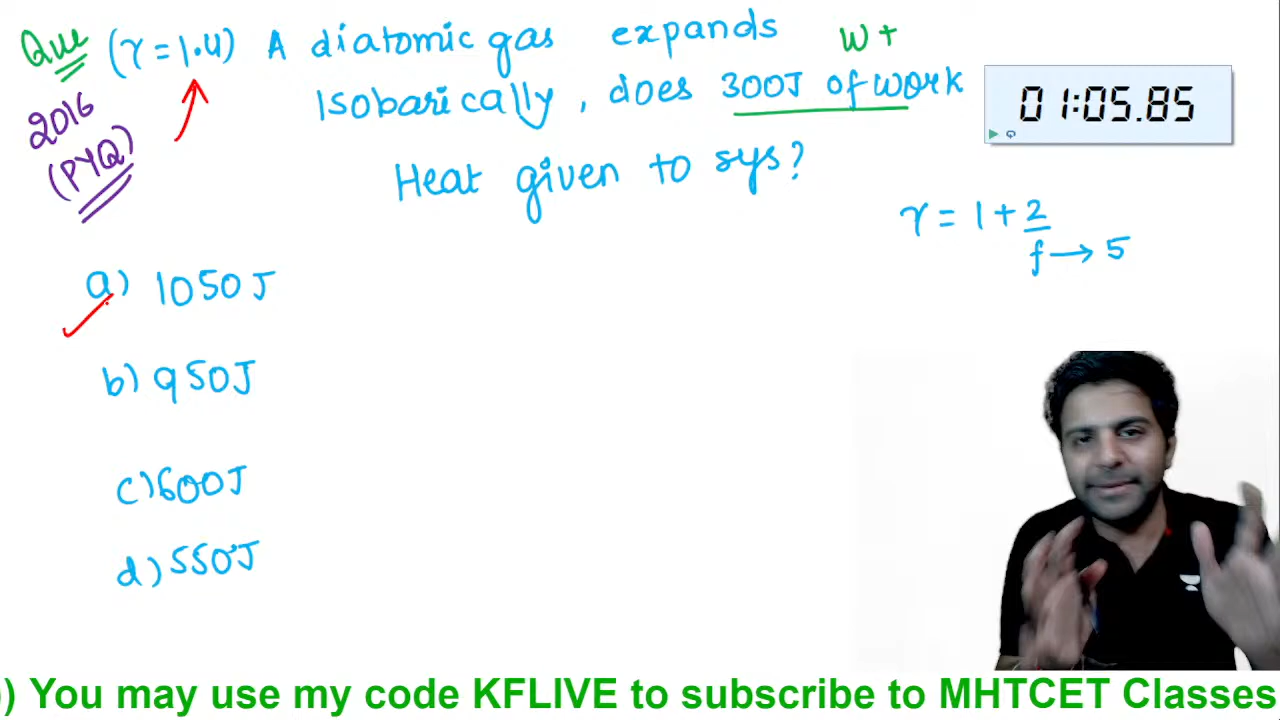 Que (γ = 1.4) A diatomic gas expands W+
Isobarically, does 300J of work
2016
(PYQ)
Heat given to sys?
01:05.85
γ = 1 + 2
f → 5
a) 1050J
b) 950J
c) 600J
d) 550J
) You may use my code KFLIVE to subscribe to MHTCET Classes